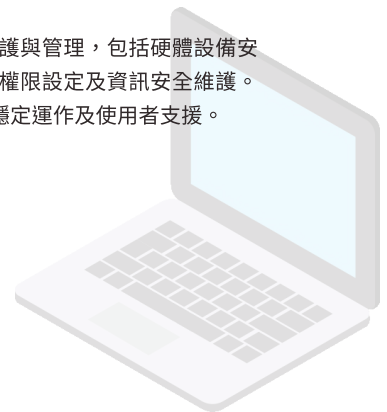 護與管理，包括硬體設備安
權限設定及資訊安全維護。
穩定運作及使用者支援。